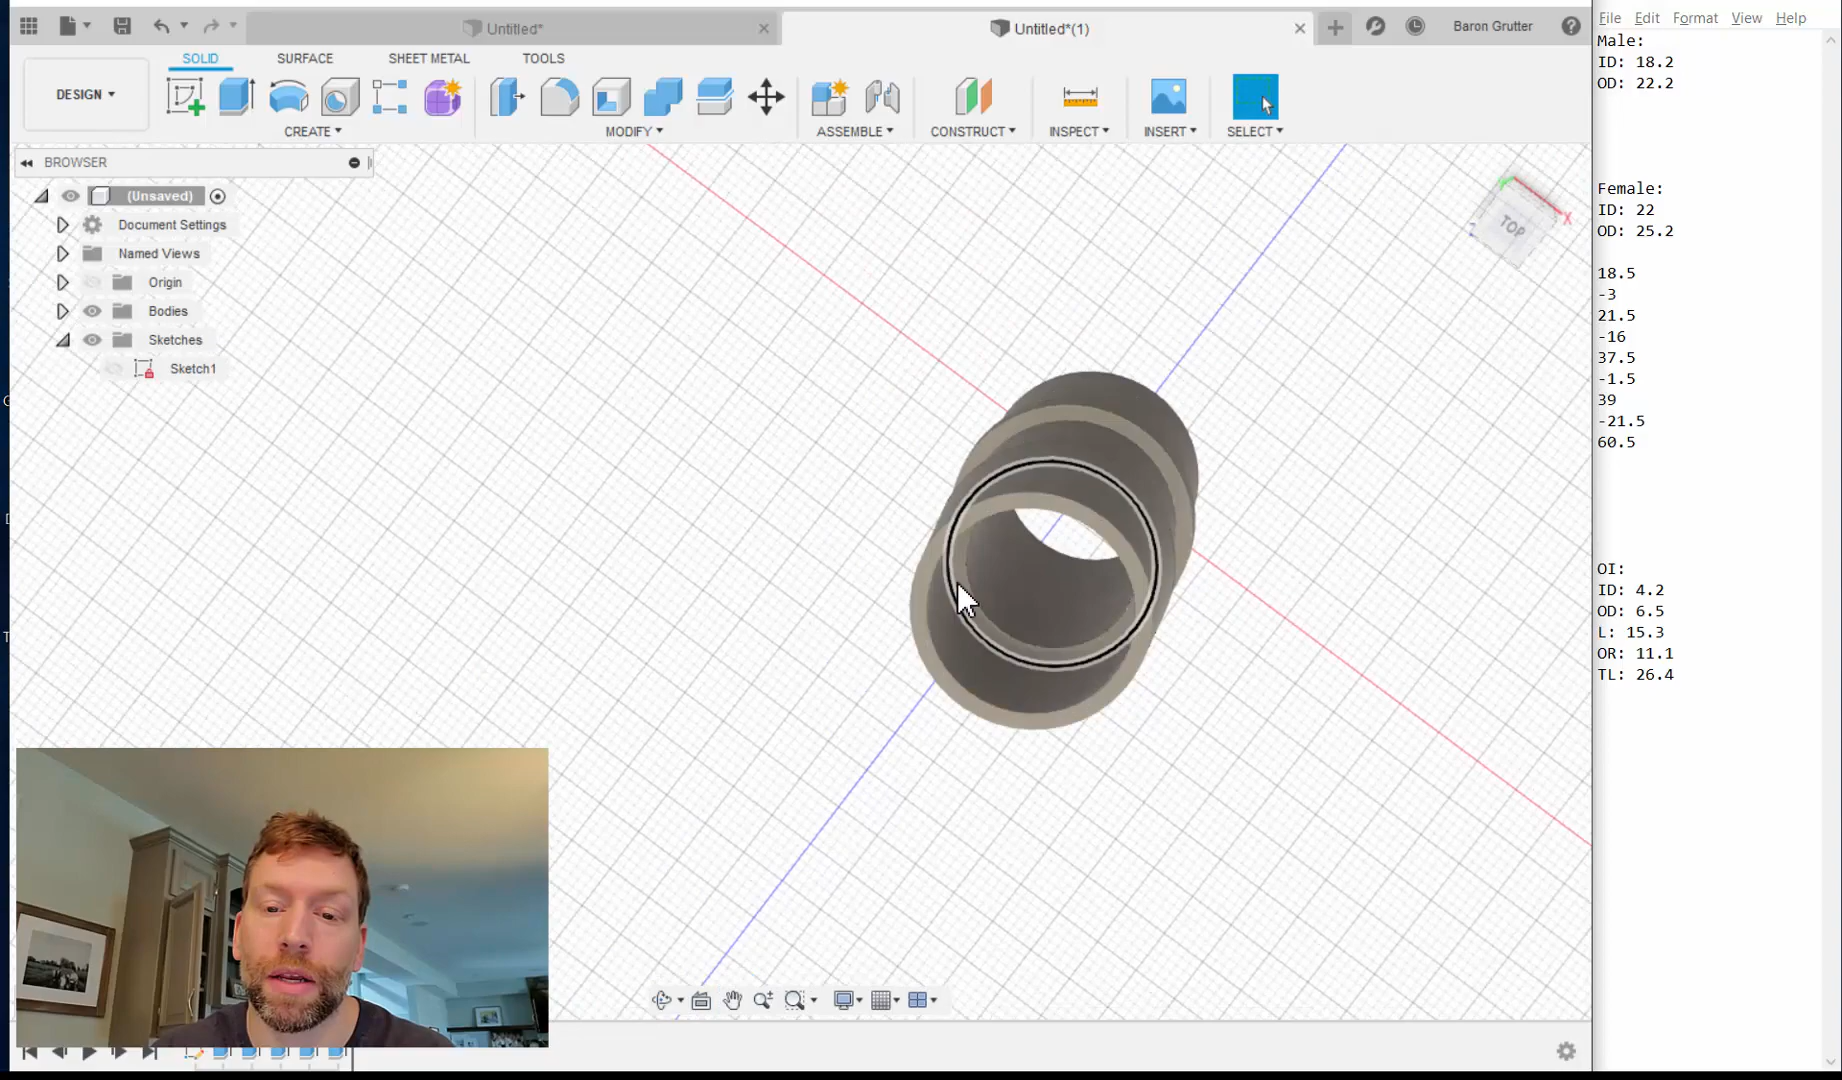 Untitled*
Untitled*(1)
Baron Grutter
File Edit Format View Help
SOLID SURFACE SHEET METAL TOOLS
DESIGN
CREATE MODIFY ASSEMBLE CONSTRUCT INSPECT INSERT SELECT
BROWSER
(Unsaved)
Document Settings
Named Views
Origin
Bodies
Sketches
Sketch1
TOP
X
Male:
ID: 18.2
OD: 22.2
Female:
ID: 22
OD: 25.2
18.5
-3
21.5
-16
37.5
-1.5
39
-21.5
60.5
OI:
ID: 4.2
OD: 6.5
L: 15.3
OR: 11.1
TL: 26.4